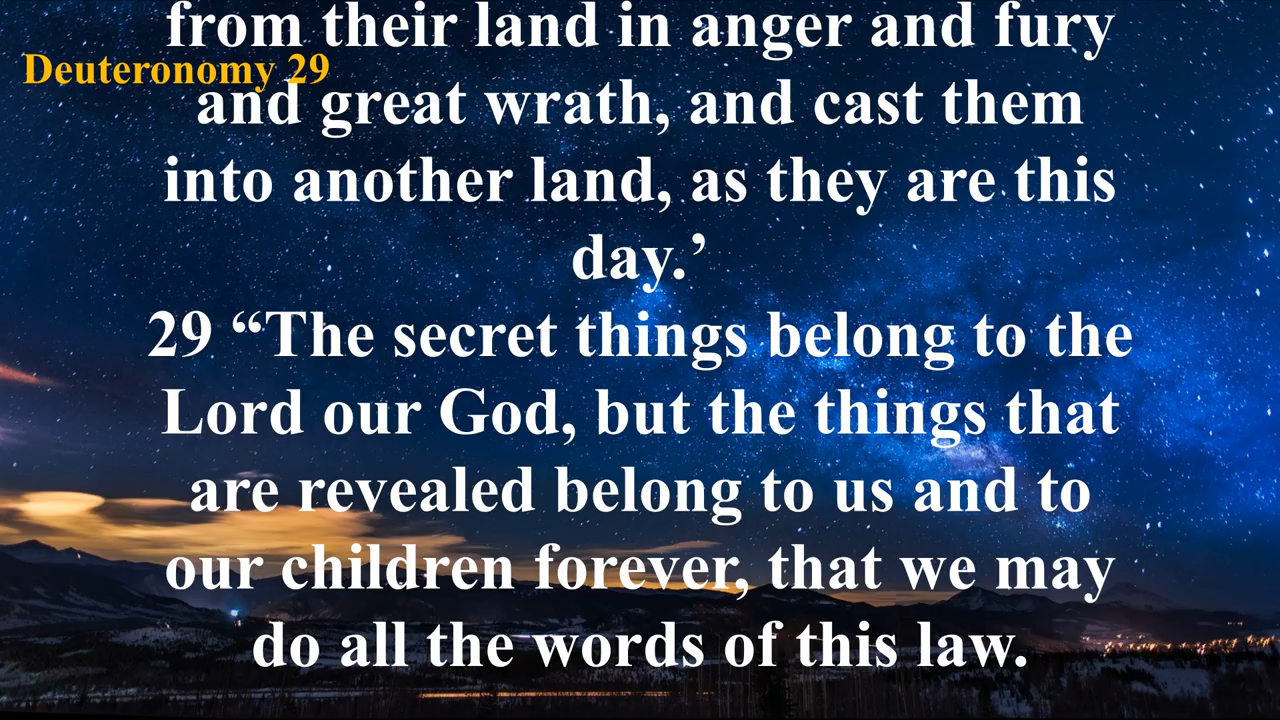 from their land in anger and fury
Deuteronomy 29
and great wrath, and cast them
into another land, as they are this
day.’
29 “The secret things belong to the
Lord our God, but the things that
are revealed belong to us and to
our children forever, that we may
do all the words of this law.